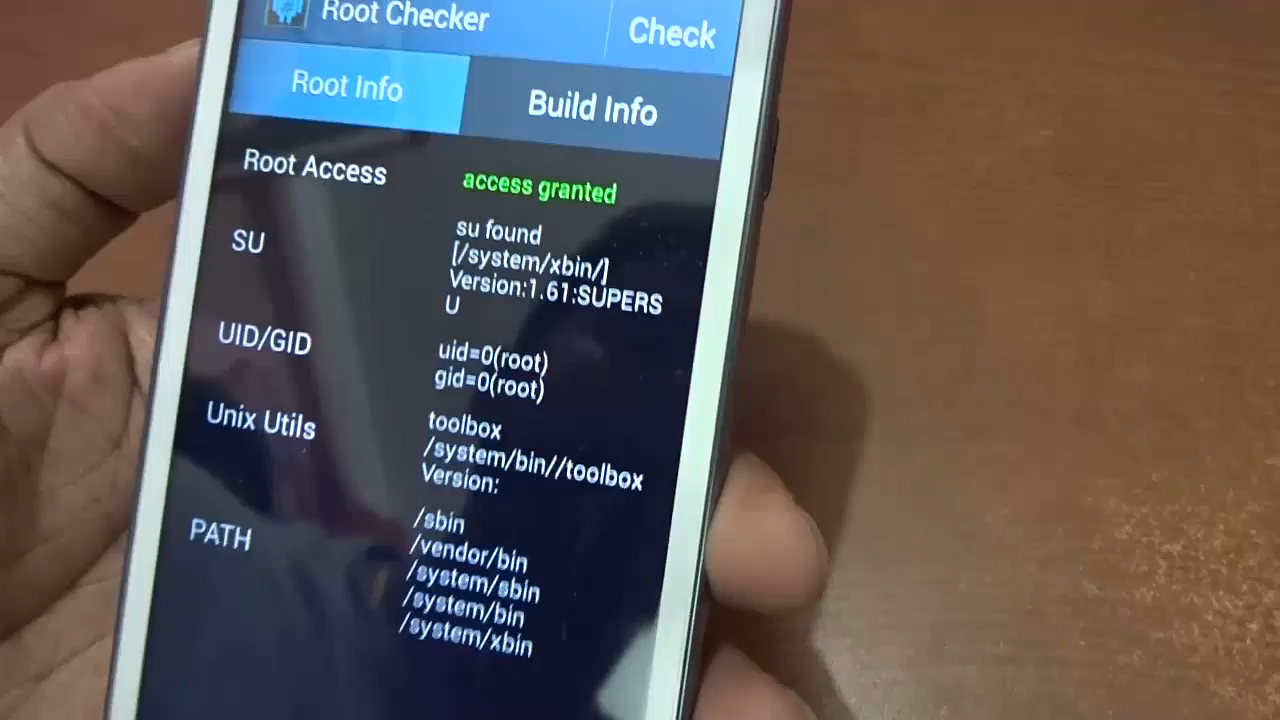 Root Checker
Check
Root Info
Build Info
Root Access
access granted
SU
su found
[/system/xbin/]
Version:1.61:SUPERS
U
UID/GID
uid=0(root)
gid=0(root)
Unix Utils
toolbox
/system/bin//toolbox
Version:
PATH
/sbin
/vendor/bin
/system/sbin
/system/bin
/system/xbin